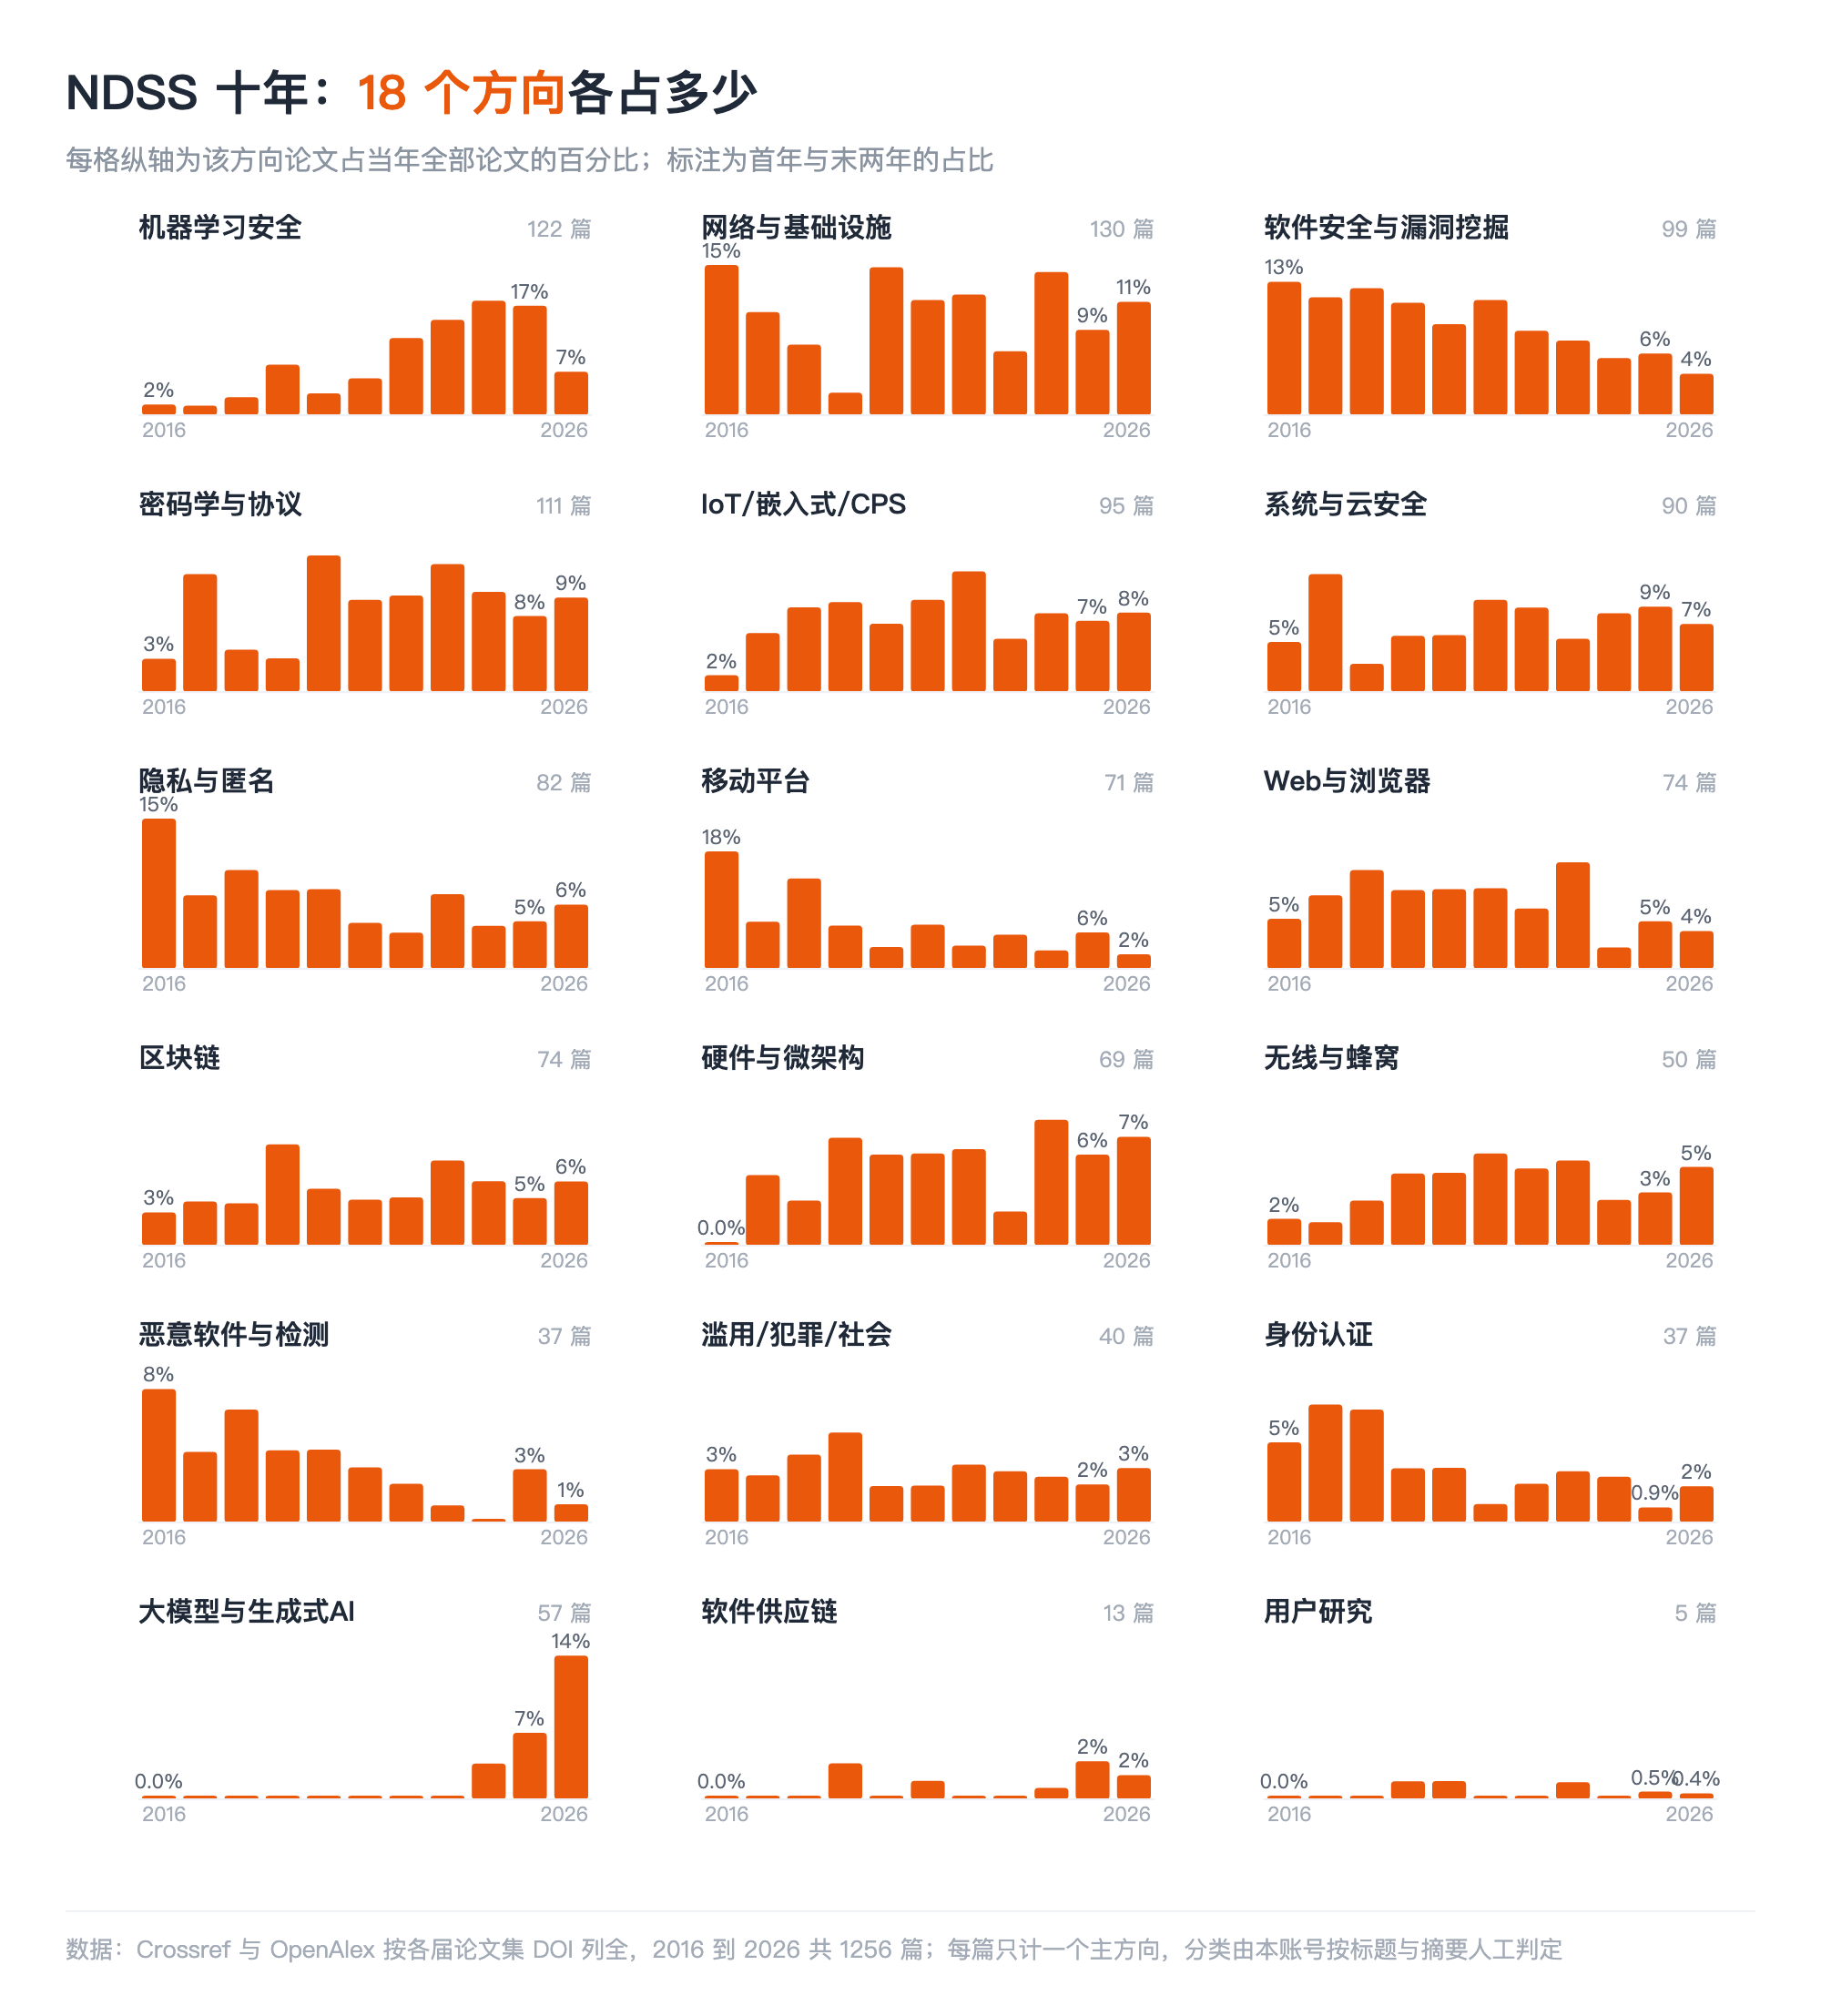 NDSS 十年：18 个方向各占多少
每格纵轴为该方向论文占当年全部论文的百分比；标注为首年与末两年的占比
机器学习安全 122 篇
2% 17% 7%
2016 2026
网络与基础设施 130 篇
15% 9% 11%
2016 2026
软件安全与漏洞挖掘 99 篇
13% 6% 4%
2016 2026
密码学与协议 111 篇
3% 8% 9%
2016 2026
IoT/嵌入式/CPS 95 篇
2% 7% 8%
2016 2026
系统与云安全 90 篇
5% 9% 7%
2016 2026
隐私与匿名 82 篇
15% 5% 6%
2016 2026
移动平台 71 篇
18% 6% 2%
2016 2026
Web与浏览器 74 篇
5% 5% 4%
2016 2026
区块链 74 篇
3% 5% 6%
2016 2026
硬件与微架构 69 篇
0.0% 6% 7%
2016 2026
无线与蜂窝 50 篇
2% 3% 5%
2016 2026
恶意软件与检测 37 篇
8% 3% 1%
2016 2026
滥用/犯罪/社会 40 篇
3% 2% 3%
2016 2026
身份认证 37 篇
5% 0.9% 2%
2016 2026
大模型与生成式AI 57 篇
0.0% 7% 14%
2016 2026
软件供应链 13 篇
0.0% 2% 2%
2016 2026
用户研究 5 篇
0.0% 0.5% 0.4%
2016 2026
数据：Crossref 与 OpenAlex 按各届论文集 DOI 列全，2016 到 2026 共 1256 篇；每篇只计一个主方向，分类由本账号按标题与摘要人工判定